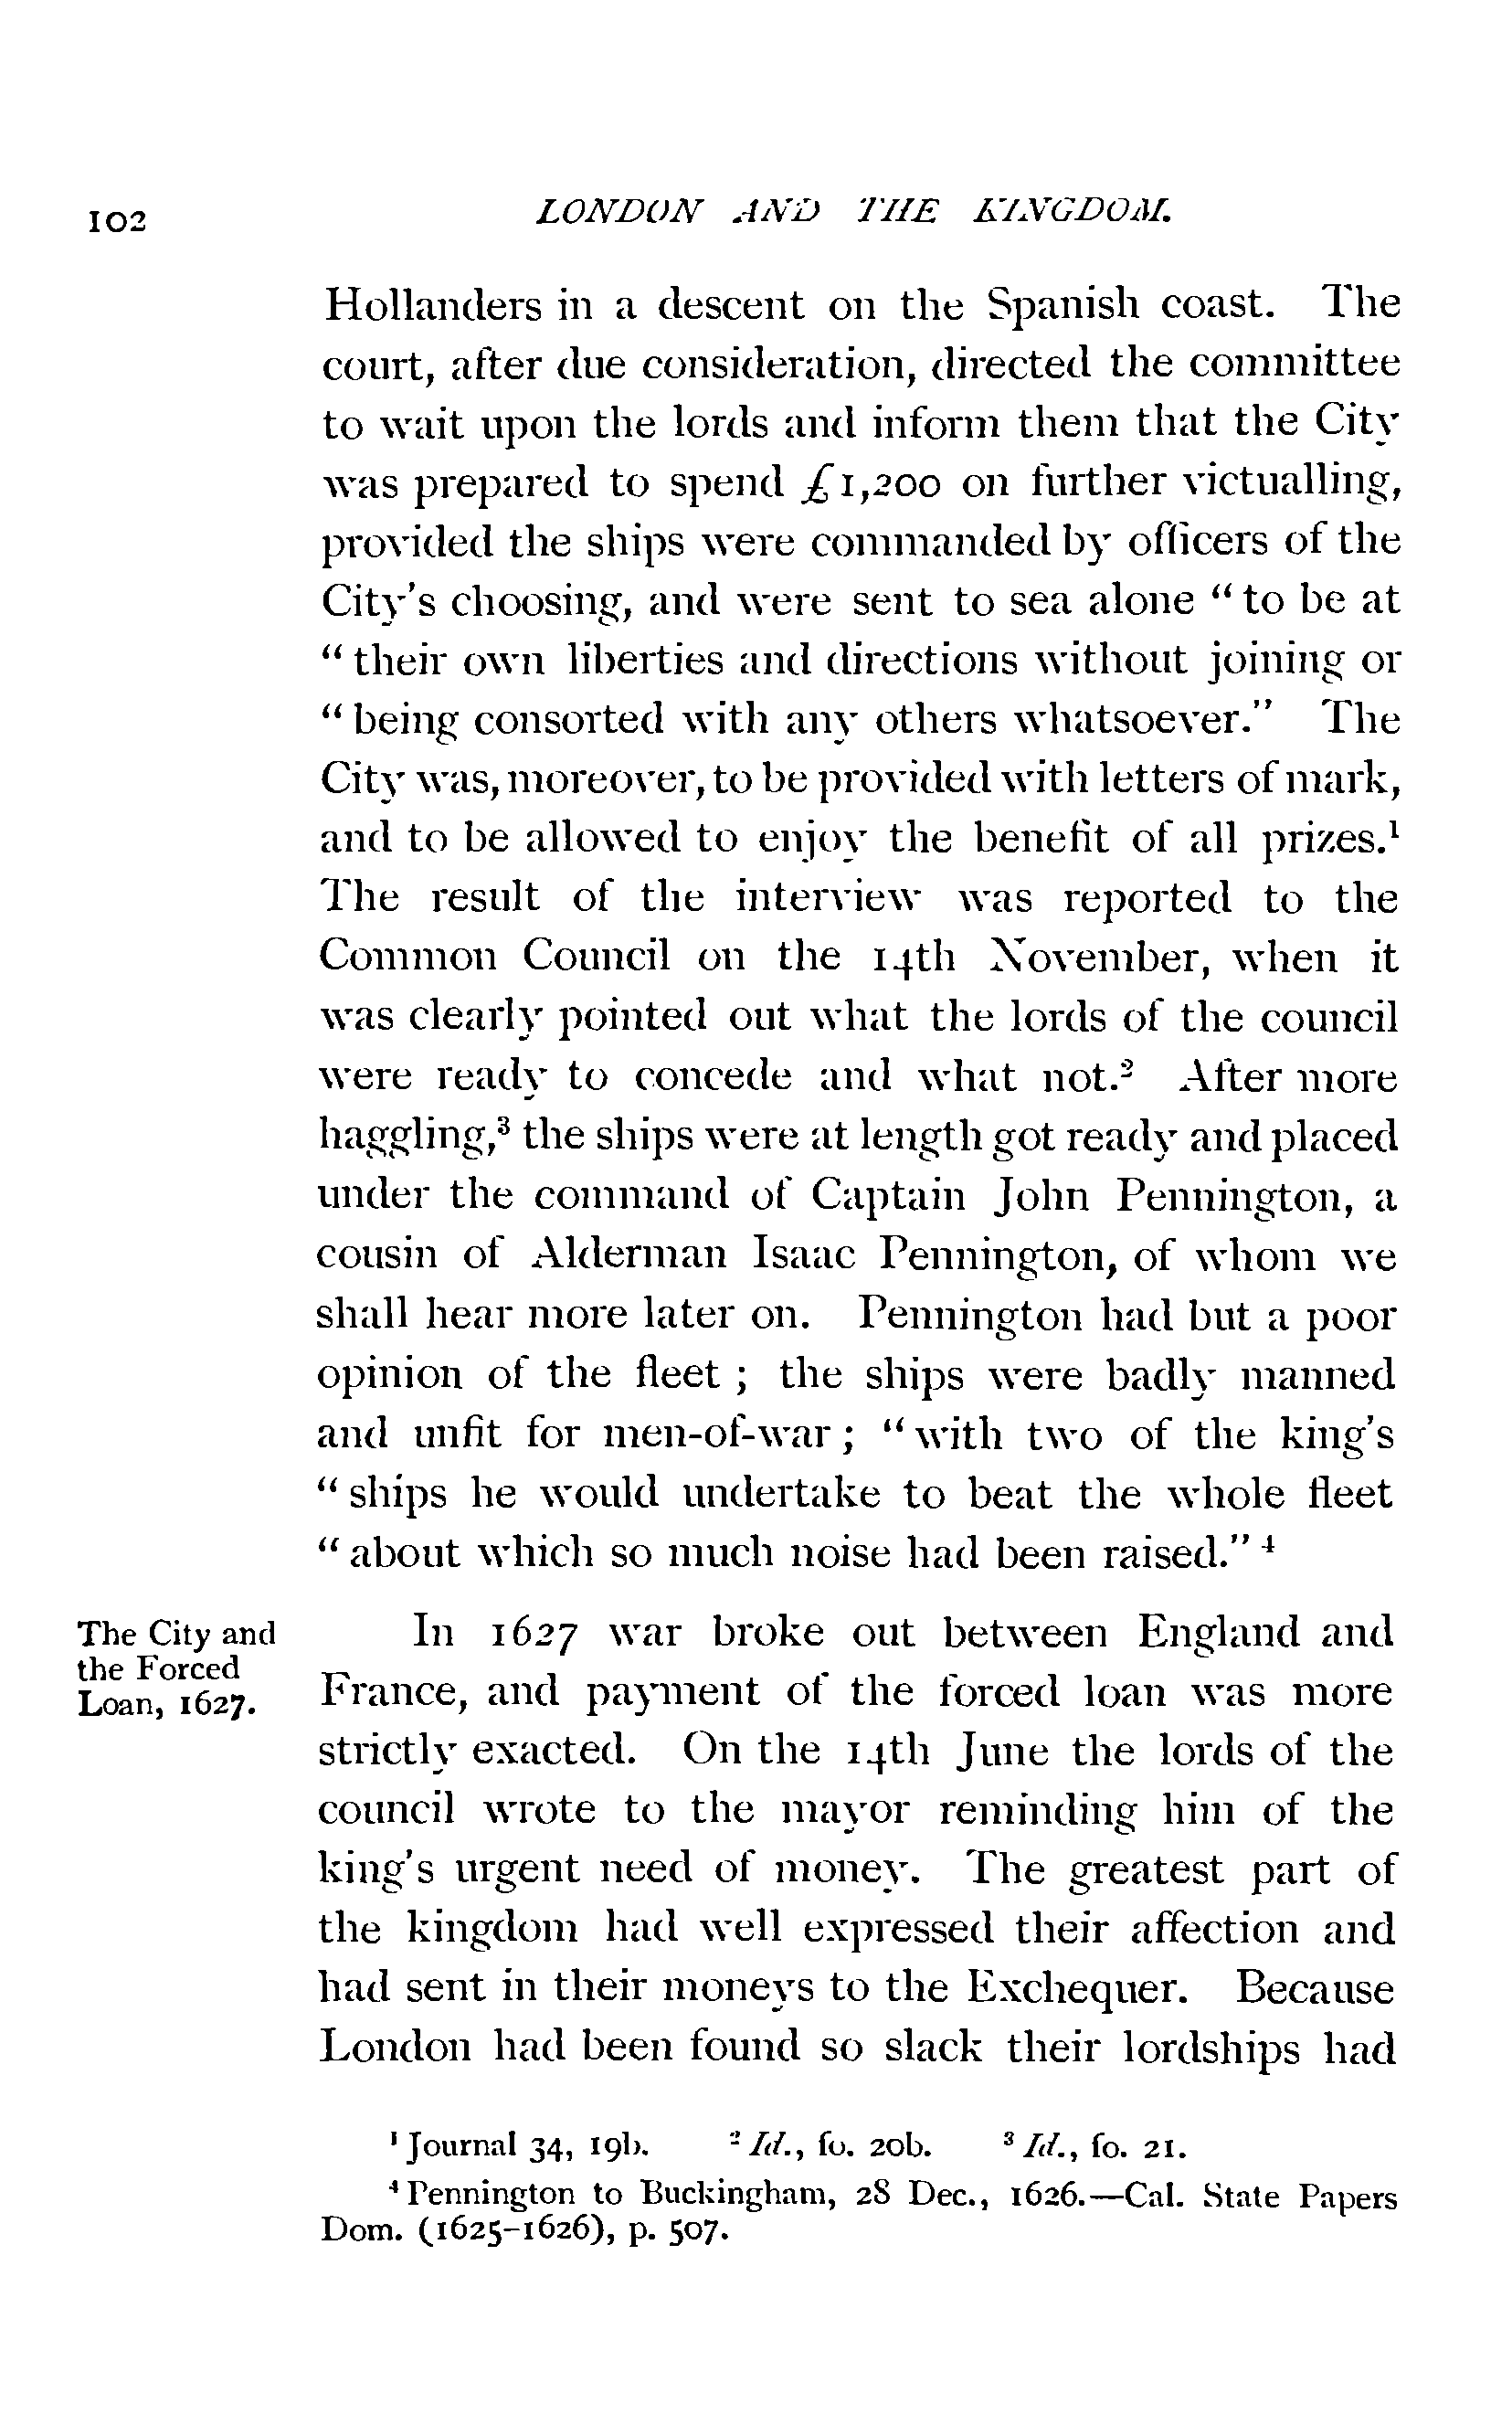 102 LONDON AND THE KINGDOM.
Hollanders in a descent on the Spanish coast. The
court, after due consideration, directed the committee
to wait upon the lords and inform them that the City
was prepared to spend £1,200 on further victualling,
provided the ships were commanded by officers of the
City's choosing, and were sent to sea alone “to be at
“their own liberties and directions without joining or
“being consorted with any others whatsoever.” The
City was, moreover, to be provided with letters of mark,
and to be allowed to enjoy the benefit of all prizes.¹
The result of the interview was reported to the
Common Council on the 14th November, when it
was clearly pointed out what the lords of the council
were ready to concede and what not.² After more
haggling,³ the ships were at length got ready and placed
under the command of Captain John Pennington, a
cousin of Alderman Isaac Pennington, of whom we
shall hear more later on. Pennington had but a poor
opinion of the fleet ; the ships were badly manned
and unfit for men-of-war ; “with two of the king's
“ships he would undertake to beat the whole fleet
“about which so much noise had been raised.” ⁴
The City and
the Forced
Loan, 1627.
In 1627 war broke out between England and
France, and payment of the forced loan was more
strictly exacted. On the 14th June the lords of the
council wrote to the mayor reminding him of the
king's urgent need of money. The greatest part of
the kingdom had well expressed their affection and
had sent in their moneys to the Exchequer. Because
London had been found so slack their lordships had
¹ Journal 34, 19b. ² Id., fo. 20b. ³ Id., fo. 21.
⁴ Pennington to Buckingham, 28 Dec., 1626.—Cal. State Papers
Dom. (1625-1626), p. 507.